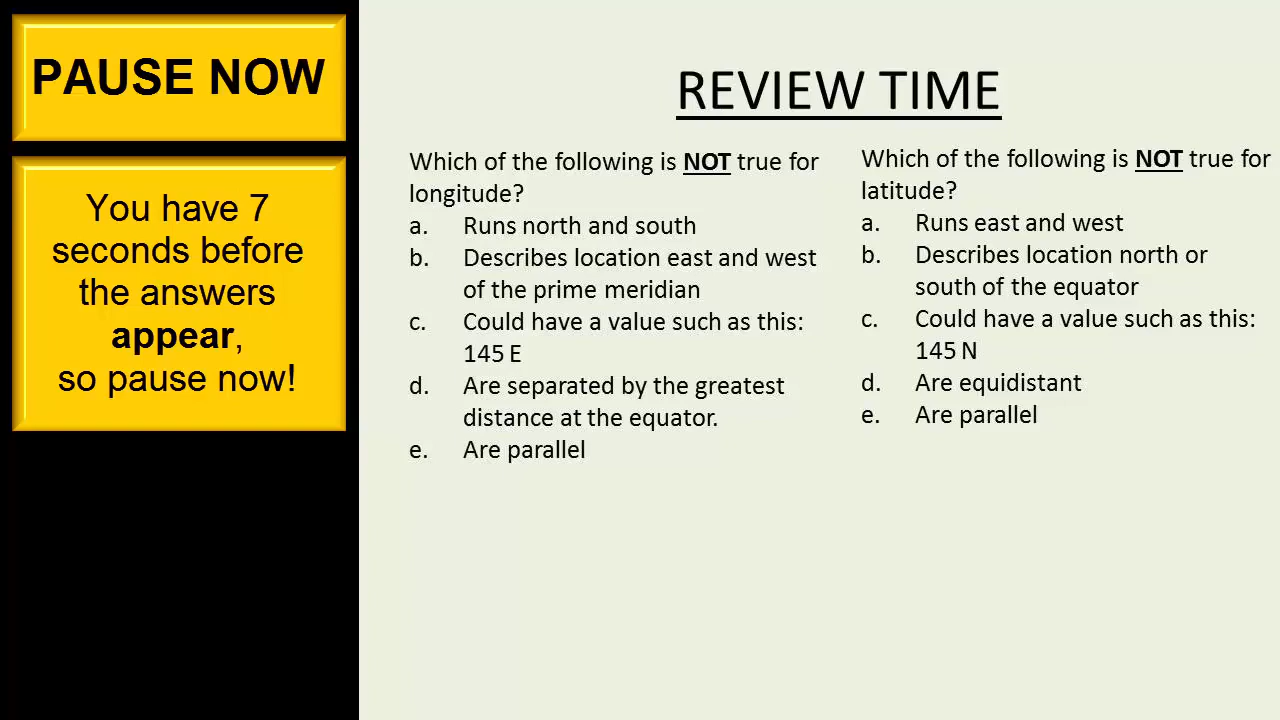 PAUSE NOW
You have 7
seconds before
the answers
appear,
so pause now!
REVIEW TIME
Which of the following is NOT true for
longitude?
a. Runs north and south
b. Describes location east and west
of the prime meridian
c. Could have a value such as this:
145 E
d. Are separated by the greatest
distance at the equator.
e. Are parallel
Which of the following is NOT true for
latitude?
a. Runs east and west
b. Describes location north or
south of the equator
c. Could have a value such as this:
145 N
d. Are equidistant
e. Are parallel